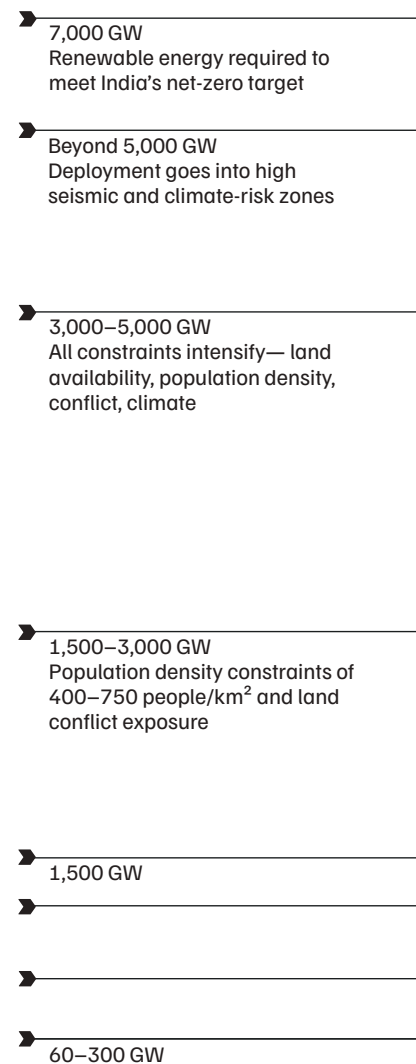 7,000 GW
Renewable energy required to
meet India’s net-zero target
Beyond 5,000 GW
Deployment goes into high
seismic and climate-risk zones
3,000–5,000 GW
All constraints intensify— land
availability, population density,
conflict, climate
1,500–3,000 GW
Population density constraints of
400–750 people/km² and land
conflict exposure
1,500 GW
60–300 GW